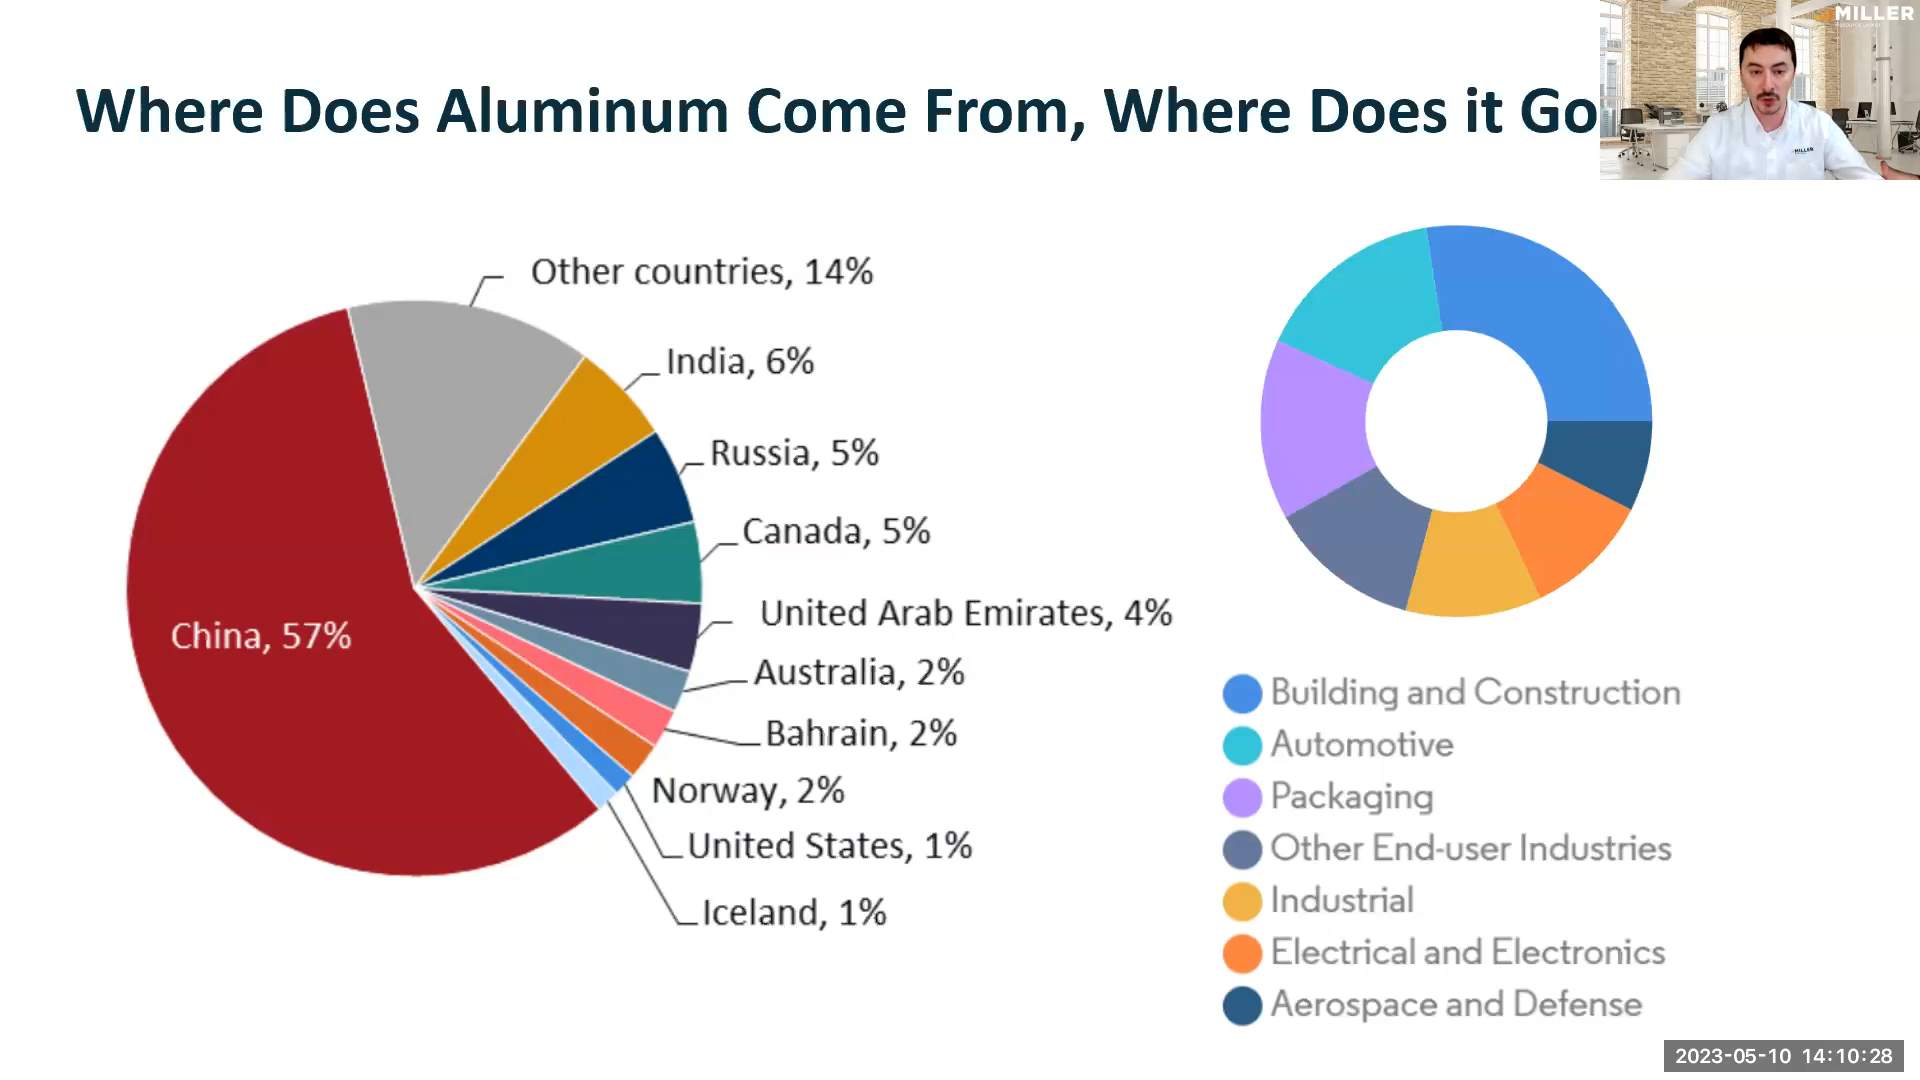 MILLER
Where Does Aluminum Come From, Where Does it Go
MILLER
Other countries, 14%
India, 6%
Russia, 5%
Canada, 5%
United Arab Emirates, 4%
China, 57%
Australia, 2%
Bahrain, 2%
Norway, 2%
United States, 1%
Iceland, 1%
Building and Construction
Automotive
Packaging
Other End-user Industries
Industrial
Electrical and Electronics
Aerospace and Defense
2023-05-10 14:10:28